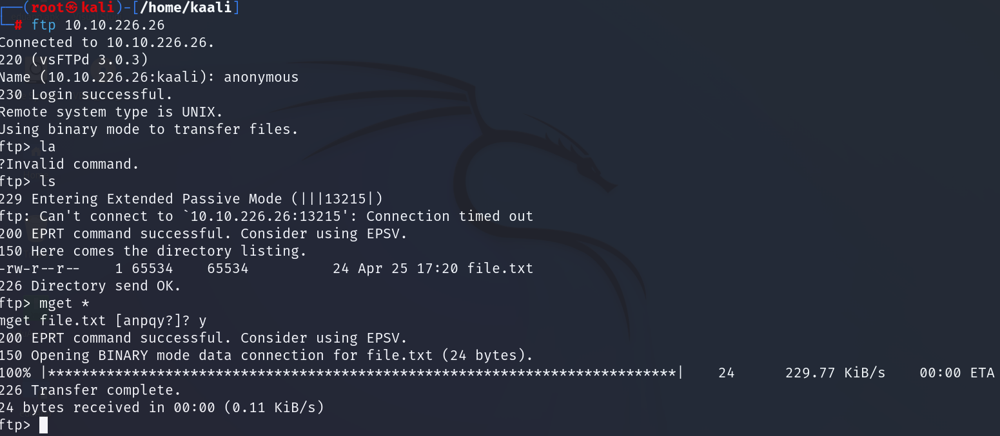 ┌──(root㉿kali)-[/home/kaali]
└─# ftp 10.10.226.26
Connected to 10.10.226.26.
220 (vsFTPd 3.0.3)
Name (10.10.226.26:kaali): anonymous
230 Login successful.
Remote system type is UNIX.
Using binary mode to transfer files.
ftp> la
?Invalid command.
ftp> ls
229 Entering Extended Passive Mode (|||13215|)
ftp: Can't connect to `10.10.226.26:13215': Connection timed out
200 EPRT command successful. Consider using EPSV.
150 Here comes the directory listing.
-rw-r--r--    1 65534    65534          24 Apr 25 17:20 file.txt
226 Directory send OK.
ftp> mget *
mget file.txt [anpqy?]? y
200 EPRT command successful. Consider using EPSV.
150 Opening BINARY mode data connection for file.txt (24 bytes).
100% |***************************************************************************|    24      229.77 KiB/s    00:00 ETA
226 Transfer complete.
24 bytes received in 00:00 (0.11 KiB/s)
ftp>